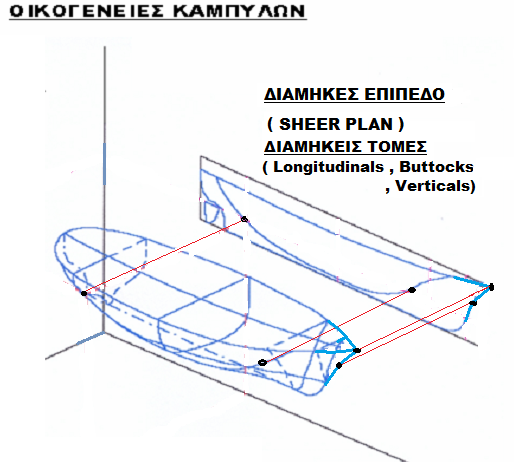 ΟΙΚΟΓΕΝΕΙΕΣ ΚΑΜΠΥΛΩΝ
ΔΙΑΜΗΚΕΣ ΕΠΙΠΕΔΟ
( SHEER PLAN )
ΔΙΑΜΗΚΕΙΣ ΤΟΜΕΣ
( Longitudinals , Buttocks
, Verticals)